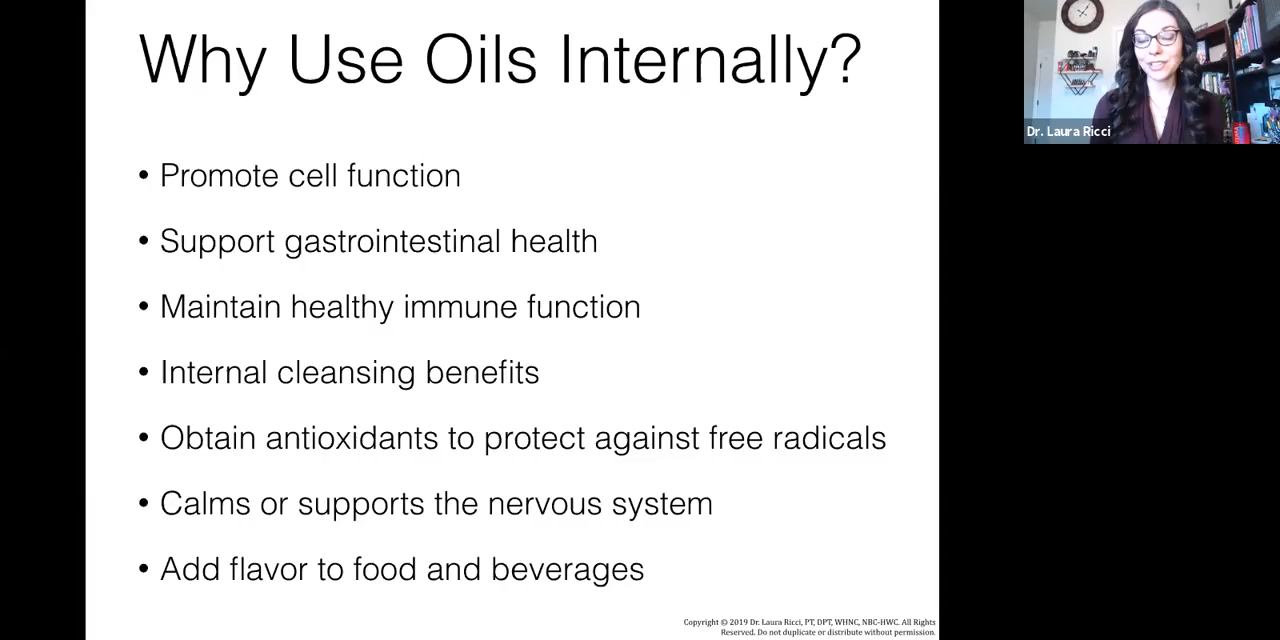 Why Use Oils Internally?
• Promote cell function
• Support gastrointestinal health
• Maintain healthy immune function
• Internal cleansing benefits
• Obtain antioxidants to protect against free radicals
• Calms or supports the nervous system
• Add flavor to food and beverages
Copyright © 2019 Dr. Laura Ricci, PT, DPT, WHNC, NBC-HWC. All Rights
Reserved. Do not duplicate or distribute without permission.
Dr. Laura Ricci